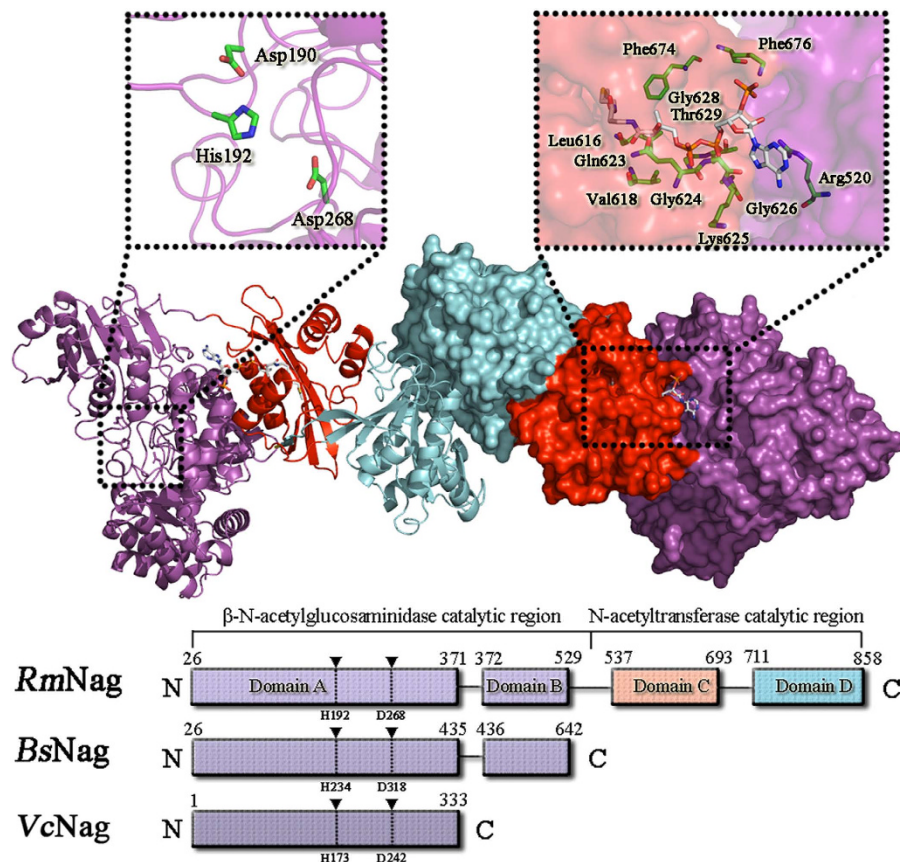 Asp190
His192
Asp268
Phe674
Phe676
Gly628
Thr629
Leu616
Gln623
Val618
Gly624
Gly626
Arg520
Lys625
β-N-acetylglucosaminidase catalytic region
N-acetyltransferase catalytic region
26 371 372 529 537 693 711 858
RmNag N Domain A Domain B Domain C Domain D C
H192 D268
26 435 436 642
BsNag N C
H234 D318
1 333
VcNag N C
H173 D242